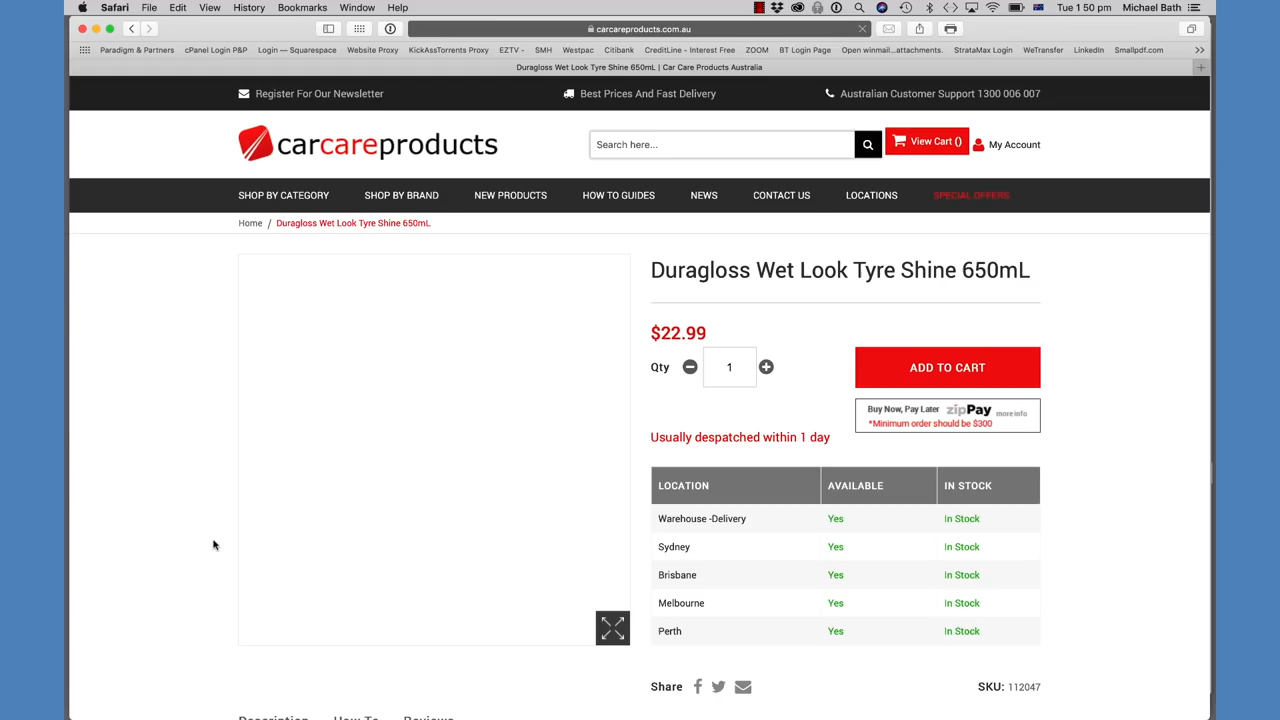 Safari File Edit View History Bookmarks Window Help Tue 1 50 pm Michael Bath
carcareproducts.com.au
Paradigm & Partners cPanel Login P&P Login — Squarespace Website Proxy KickAssTorrents Proxy EZTV - SMH Westpac Citibank CreditLine - Interest Free ZOOM BT Login Page Open winmail...attachments. StrataMax Login WeTransfer LinkedIn Smallpdf.com
Duragloss Wet Look Tyre Shine 650mL | Car Care Products Australia
Register For Our Newsletter Best Prices And Fast Delivery Australian Customer Support 1300 006 007
carcareproducts Search here... View Cart () My Account
SHOP BY CATEGORY SHOP BY BRAND NEW PRODUCTS HOW TO GUIDES NEWS CONTACT US LOCATIONS SPECIAL OFFERS
Home / Duragloss Wet Look Tyre Shine 650mL
Duragloss Wet Look Tyre Shine 650mL
$22.99
Qty 1 ADD TO CART
Buy Now, Pay Later zipPay more info
*Minimum order should be $300
Usually despatched within 1 day
LOCATION AVAILABLE IN STOCK
Warehouse -Delivery Yes In Stock
Sydney Yes In Stock
Brisbane Yes In Stock
Melbourne Yes In Stock
Perth Yes In Stock
Share SKU: 112047
Description How To Reviews